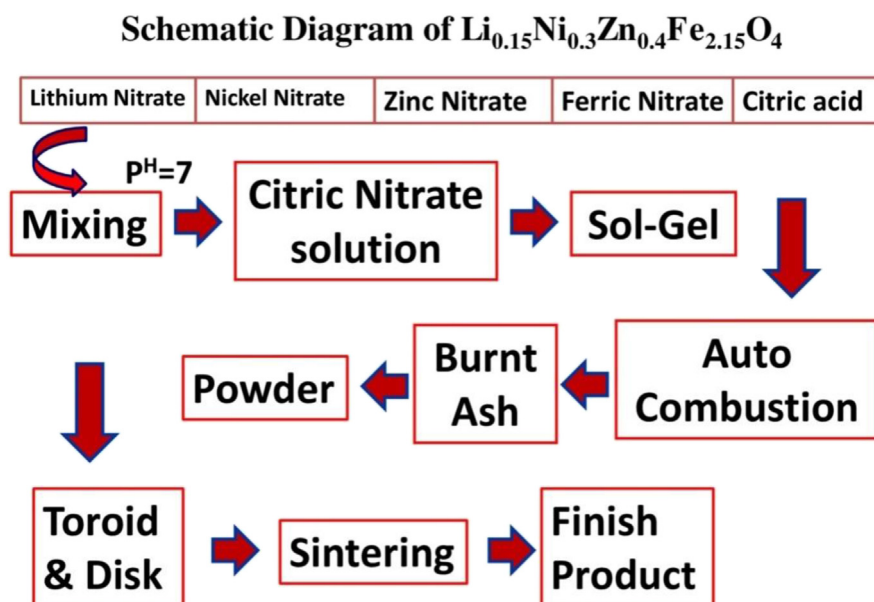 Schematic Diagram of Li₀.₁₅Ni₀.₃Zn₀.₄Fe₂.₁₅O₄
Lithium Nitrate
Nickel Nitrate
Zinc Nitrate
Ferric Nitrate
Citric acid
Pᴴ=7
Mixing
Citric Nitrate
solution
Sol-Gel
Auto
Combustion
Burnt
Ash
Powder
Toroid
& Disk
Sintering
Finish
Product